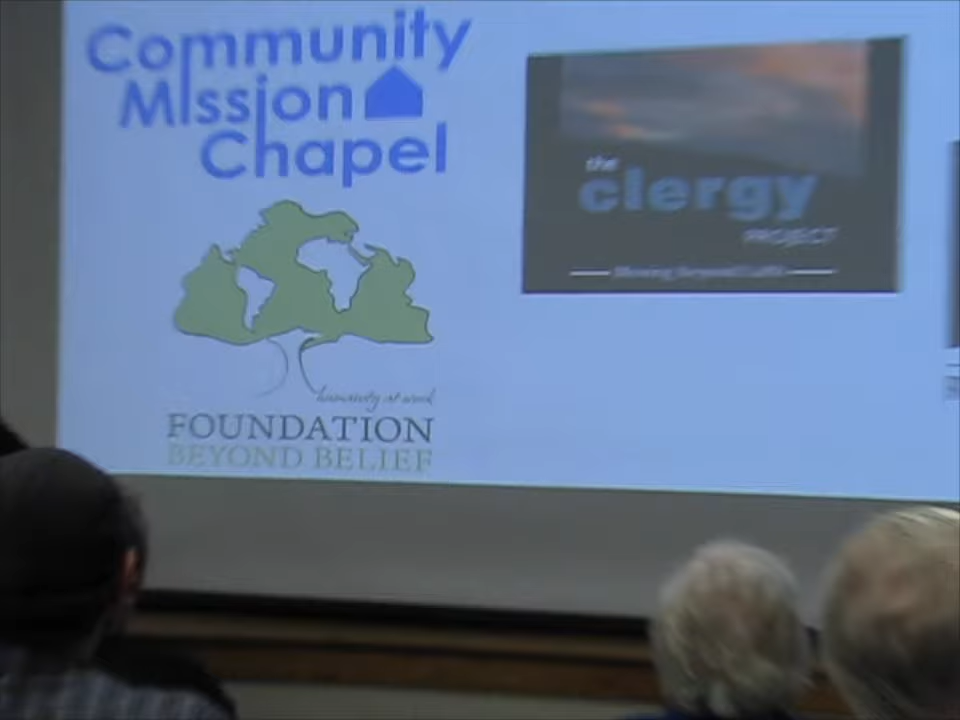 Community
Mission
Chapel
the
clergy
PROJECT
humanity at work
FOUNDATION
BEYOND BELIEF